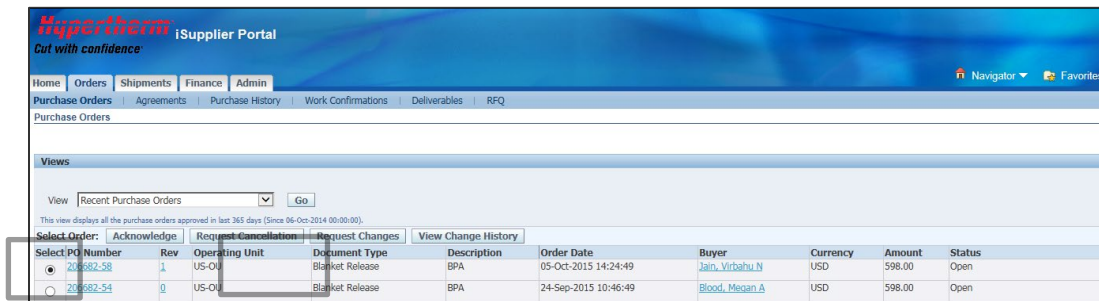 Hypertherm iSupplier Portal
Cut with confidence
Navigator Favorites
Home Orders Shipments Finance Admin
Purchase Orders | Agreements | Purchase History | Work Confirmations | Deliverables | RFQ
Purchase Orders
Views
View Recent Purchase Orders Go
This view displays all the purchase orders approved in last 365 days (Since 06-Oct-2014 00:00:00).
Select Order: Acknowledge Request Cancellation Request Changes View Change History
Select PO Number Rev Operating Unit Document Type Description Order Date Buyer Currency Amount Status
206682-58 1 US-OU Blanket Release BPA 05-Oct-2015 14:24:49 Jain, Virbahu N USD 598.00 Open
206682-54 0 US-OU Blanket Release BPA 24-Sep-2015 10:46:49 Blood, Megan A USD 598.00 Open